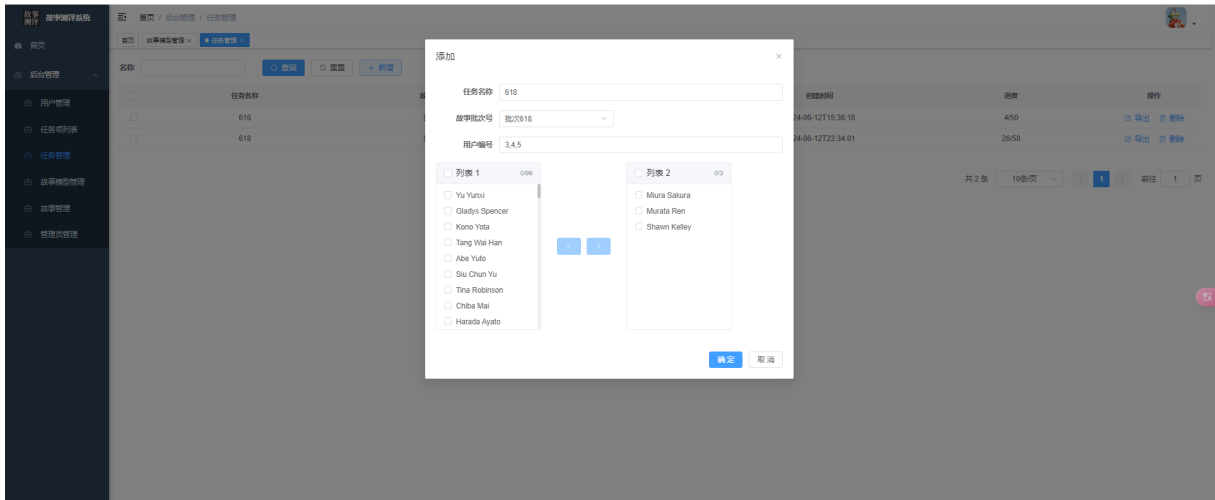 故事测评 故事测评系统
首页 / 后台管理 / 任务管理
首页 故事模型管理 × 任务管理 ×
首页
后台管理
用户管理
任务项列表
任务管理
故事模型管理
故事管理
管理员管理
名称 查询 重置 + 新增
任务名称 创建时间 进度 操作
616 24-06-12T15:36:18 4/50 导出 删除
618 24-06-12T23:34:01 26/50 导出 删除
共 2 条 10条/页 < 1 > 前往 1 页
添加 ×
任务名称 618
故事批次号 批次618
用户编号 3,4,5
列表 1 0/99
Yu Yunxi
Gladys Spencer
Kono Yota
Tang Wai Han
Abe Yuto
Siu Chun Yu
Tina Robinson
Chiba Mai
Harada Ayato
列表 2 0/3
Miura Sakura
Murata Ren
Shawn Kelley
确定 取消